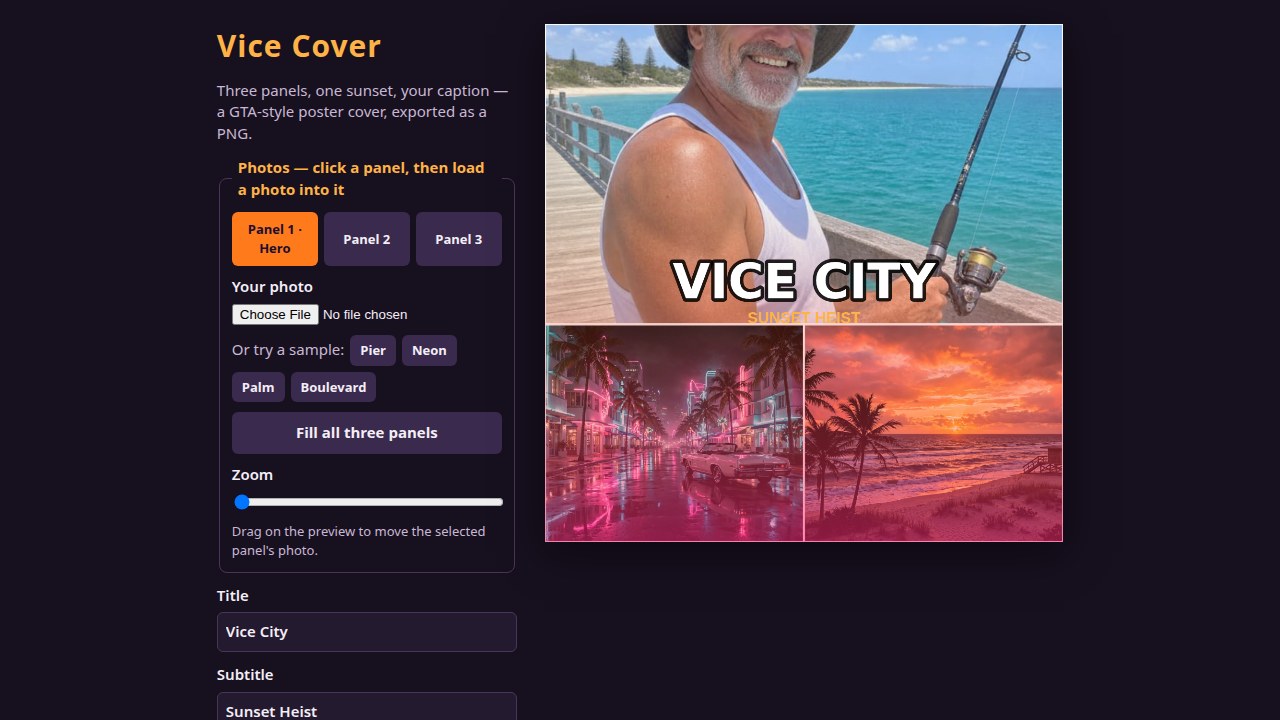 Vice Cover
Three panels, one sunset, your caption —
a GTA-style poster cover, exported as a
PNG.
Photos — click a panel, then load
a photo into it
Panel 1 ·
Hero
Panel 2
Panel 3
Your photo
Choose File No file chosen
Or try a sample: Pier Neon
Palm Boulevard
Fill all three panels
Zoom
Drag on the preview to move the selected
panel's photo.
Title
Vice City
Subtitle
Sunset Heist
VICE CITY
SUNSET HEIST